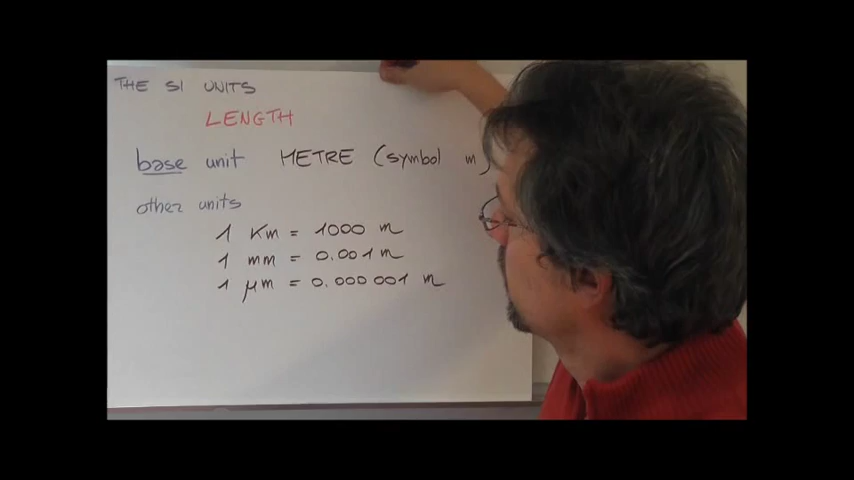 THE SI UNITS
LENGTH
base unit METRE (symbol m)
other units
1 Km = 1000 m
1 mm = 0.001 m
1 μm = 0.000 001 m